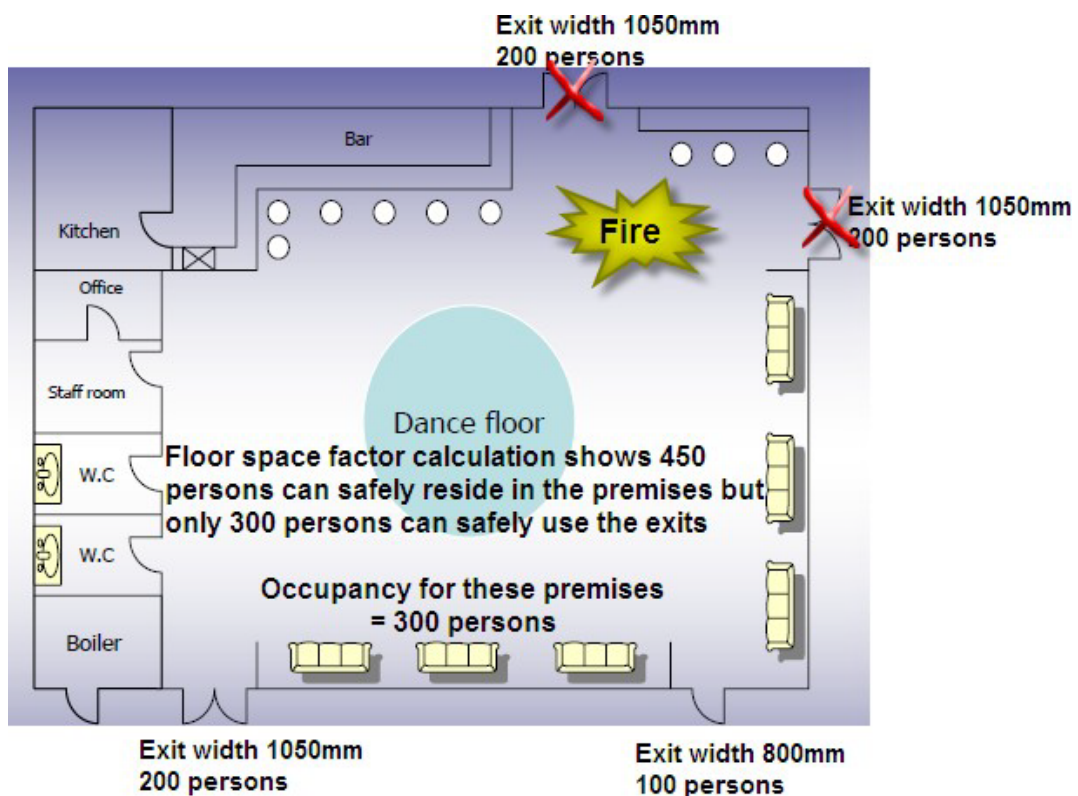 Exit width 1050mm
200 persons
Bar
Kitchen
Fire
Exit width 1050mm
200 persons
Office
Staff room
Dance floor
Floor space factor calculation shows 450
persons can safely reside in the premises but
only 300 persons can safely use the exits
W.C
W.C
Occupancy for these premises
= 300 persons
Boiler
Exit width 1050mm
200 persons
Exit width 800mm
100 persons